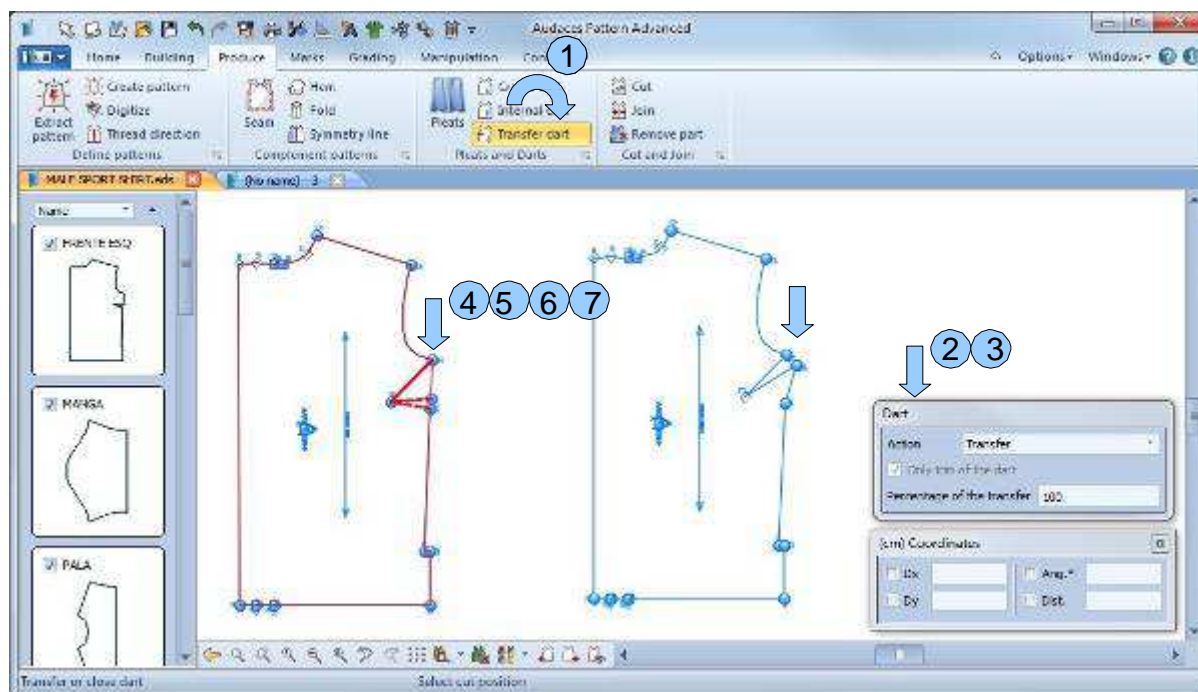 Audaces Pattern Advanced
Home Building Produce Marks Grading Manipulation
Options Windows
1
Create pattern
Digitize
Thread direction
Extract pattern
Define patterns
Seam
Hem
Fold
Symmetry line
Complement patterns
Pleats
Internal
Transfer dart
Pleats and Darts
Cut
Join
Remove part
Cut and Join
MALE SPORT SHIRT.ads
(No name) 3
Name
FRENTE ESQ
MANGA
PALA
4 5 6 7
2 3
Dart
Action Transfer
Only trim of the dart
Percentage of the transfer 100
(cm) Coordinates
Dx Ang.°
Dy Dist.
Transfer or close dart
Select cut position